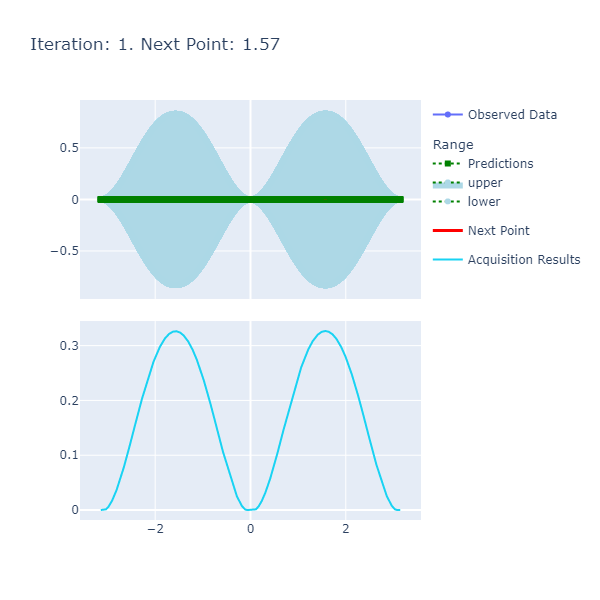 Iteration: 1. Next Point: 1.57
0.5
0
−0.5
0.3
0.2
0.1
0
−2
0
2
Observed Data
Range
Predictions
upper
lower
Next Point
Acquisition Results